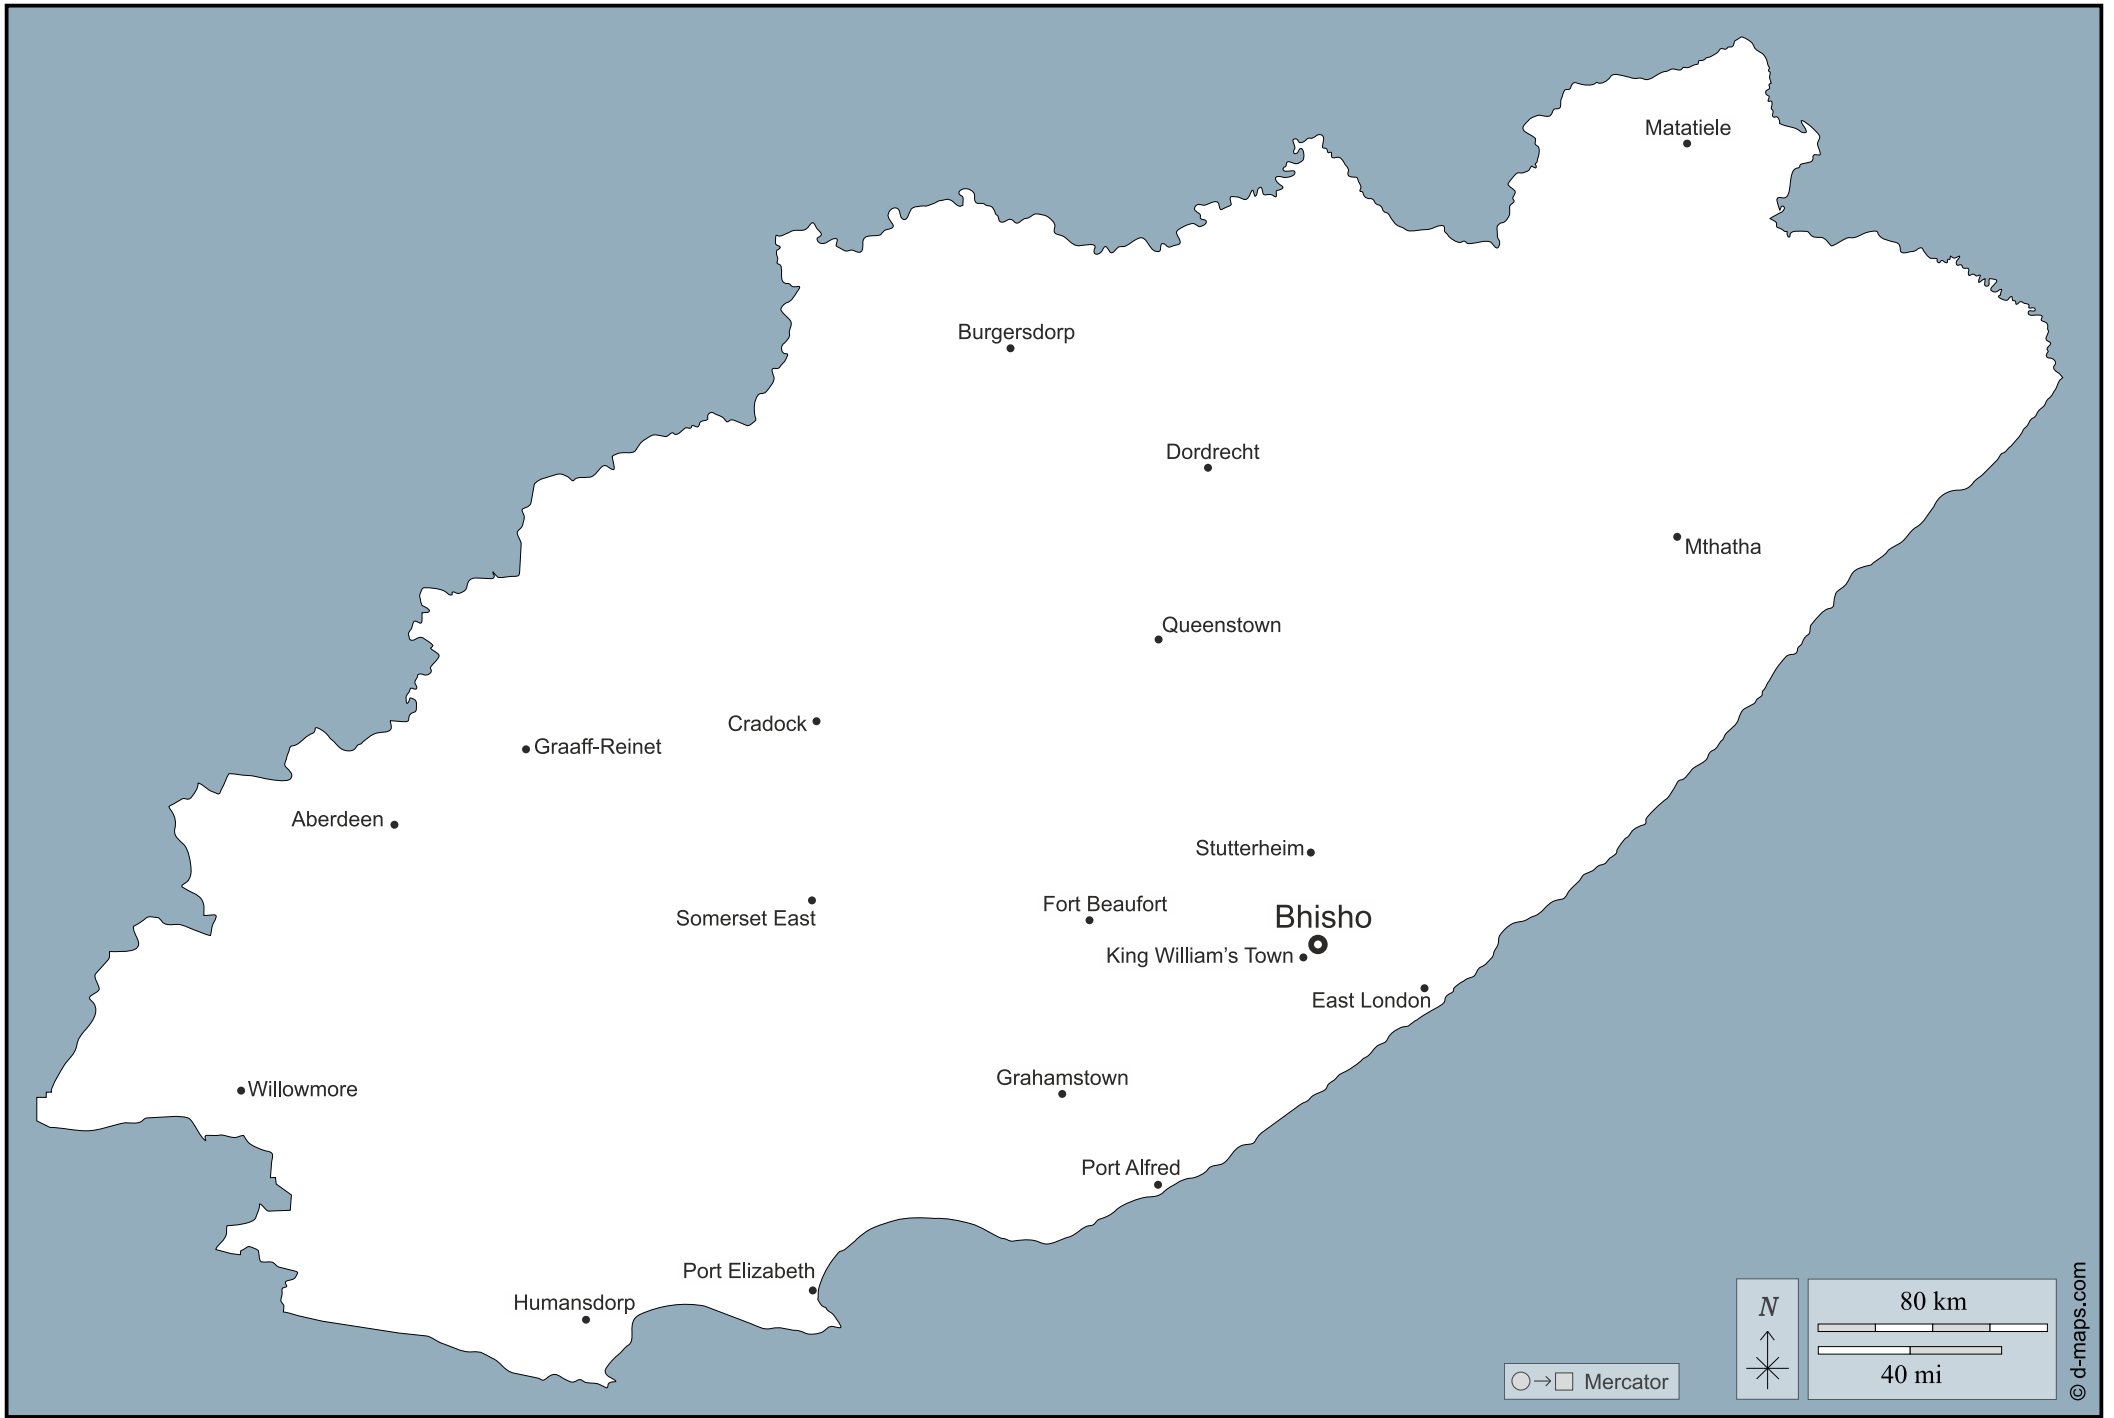 Matatiele
Burgersdorp
Dordrecht
Mthatha
Queenstown
Cradock
Graaff-Reinet
Aberdeen
Stutterheim
Fort Beaufort
Somerset East
Bhisho
King William’s Town
East London
Grahamstown
Willowmore
Port Alfred
Port Elizabeth
Humansdorp
N
80 km
40 mi
Mercator
© d-maps.com